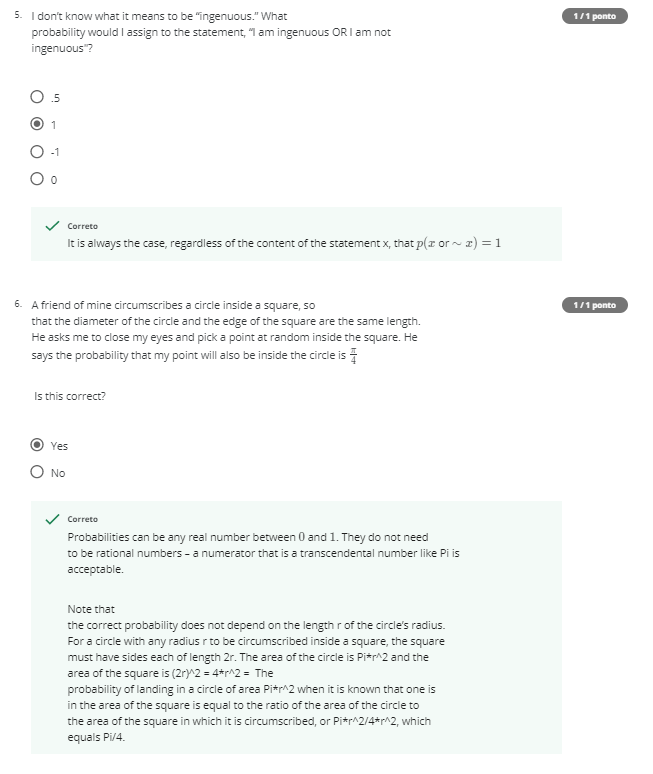 5. I don't know what it means to be "ingenuous." What
1 / 1 ponto
probability would I assign to the statement, "I am ingenuous OR I am not
ingenuous"?
.5
1
-1
0
Correto
It is always the case, regardless of the content of the statement x, that p(x or ~ x) = 1
6. A friend of mine circumscribes a circle inside a square, so
1 / 1 ponto
that the diameter of the circle and the edge of the square are the same length.
He asks me to close my eyes and pick a point at random inside the square. He
says the probability that my point will also be inside the circle is π/4
Is this correct?
Yes
No
Correto
Probabilities can be any real number between 0 and 1. They do not need
to be rational numbers – a numerator that is a transcendental number like Pi is
acceptable.
Note that
the correct probability does not depend on the length r of the circle's radius.
For a circle with any radius r to be circumscribed inside a square, the square
must have sides each of length 2r. The area of the circle is Pi*r^2 and the
area of the square is (2r)^2 = 4*r^2 = The
probability of landing in a circle of area Pi*r^2 when it is known that one is
in the area of the square is equal to the ratio of the area of the circle to
the area of the square in which it is circumscribed, or Pi*r^2/4*r^2, which
equals Pi/4.